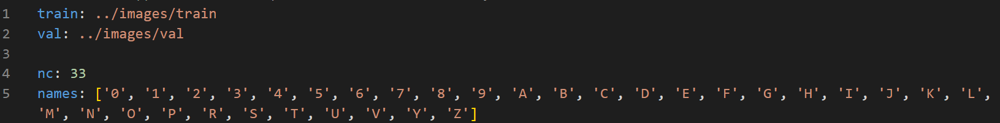 1 train: ../images/train
2 val: ../images/val
3
4 nc: 33
5 names: ['0', '1', '2', '3', '4', '5', '6', '7', '8', '9', 'A', 'B', 'C', 'D', 'E', 'F', 'G', 'H', 'I', 'J', 'K', 'L',
'M', 'N', 'O', 'P', 'R', 'S', 'T', 'U', 'V', 'Y', 'Z']